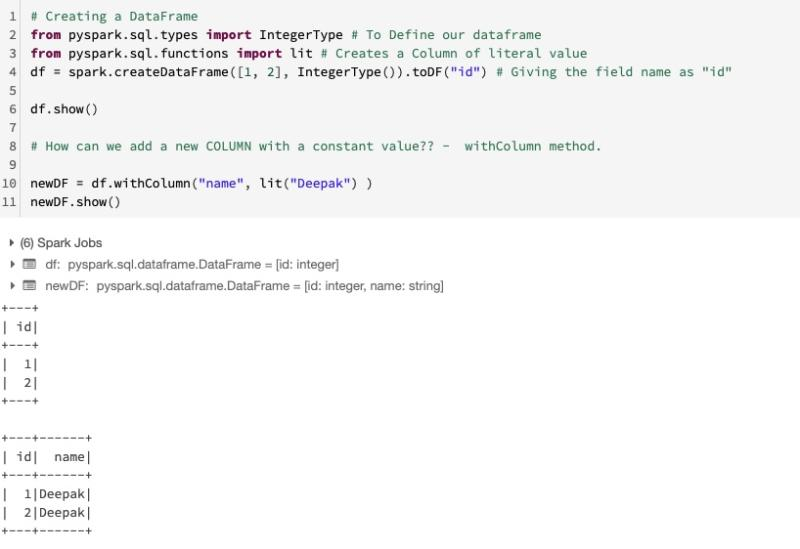 1 # Creating a DataFrame
2 from pyspark.sql.types import IntegerType # To Define our dataframe
3 from pyspark.sql.functions import lit # Creates a Column of literal value
4 df = spark.createDataFrame([1, 2], IntegerType()).toDF("id") # Giving the field name as "id"
5
6 df.show()
7
8 # How can we add a new COLUMN with a constant value?? -  withColumn method.
9
10 newDF = df.withColumn("name", lit("Deepak") )
11 newDF.show()
(6) Spark Jobs
df: pyspark.sql.dataframe.DataFrame = [id: integer]
newDF: pyspark.sql.dataframe.DataFrame = [id: integer, name: string]
+---+
| id|
+---+
|  1|
|  2|
+---+
+---+------+
| id|  name|
+---+------+
|  1|Deepak|
|  2|Deepak|
+---+------+